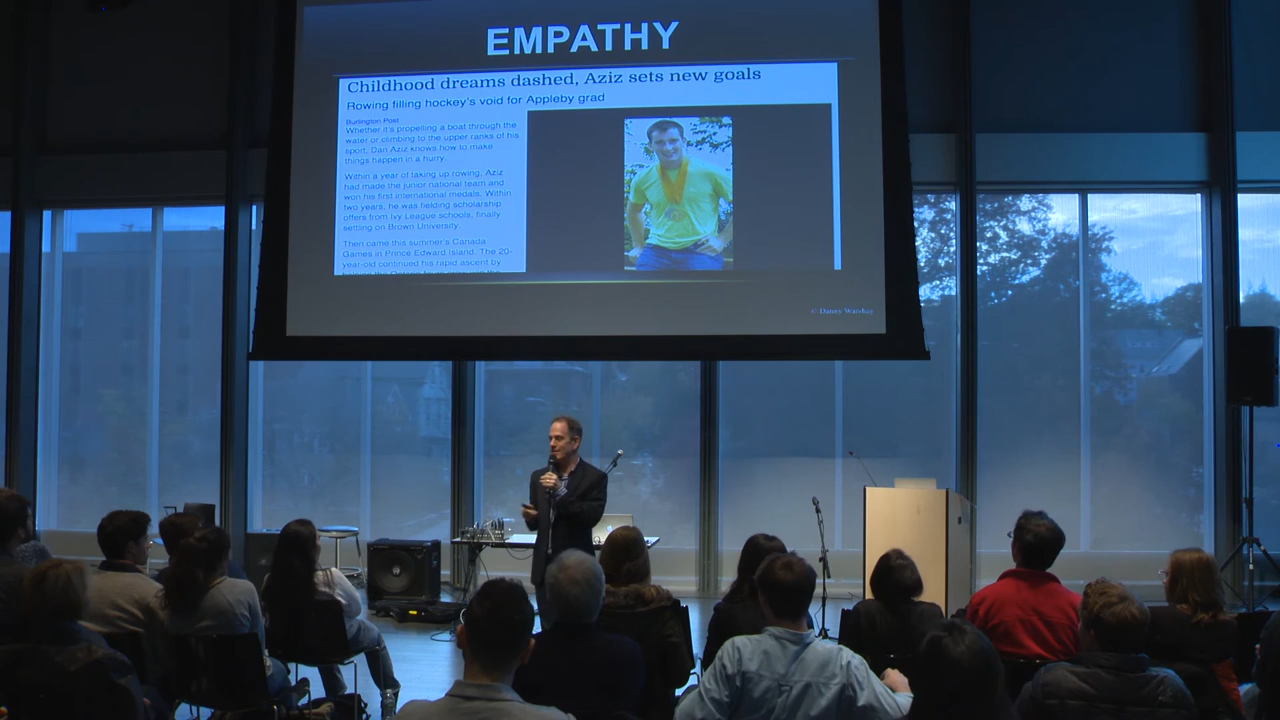 EMPATHY
Childhood dreams dashed, Aziz sets new goals
Rowing filling hockey's void for Appleby grad
Burlington Post
Whether it's propelling a boat through the
water or climbing to the upper ranks of his
sport, Dan Aziz knows how to make
things happen in a hurry.
Within a year of taking up rowing, Aziz
had made the junior national team and
won his first international medals. Within
two years, he was fielding scholarship
offers from Ivy League schools, finally
settling on Brown University.
Then came this summer's Canada
Games in Prince Edward Island. The 20-
year-old continued his rapid ascent by
© Danny Warshay